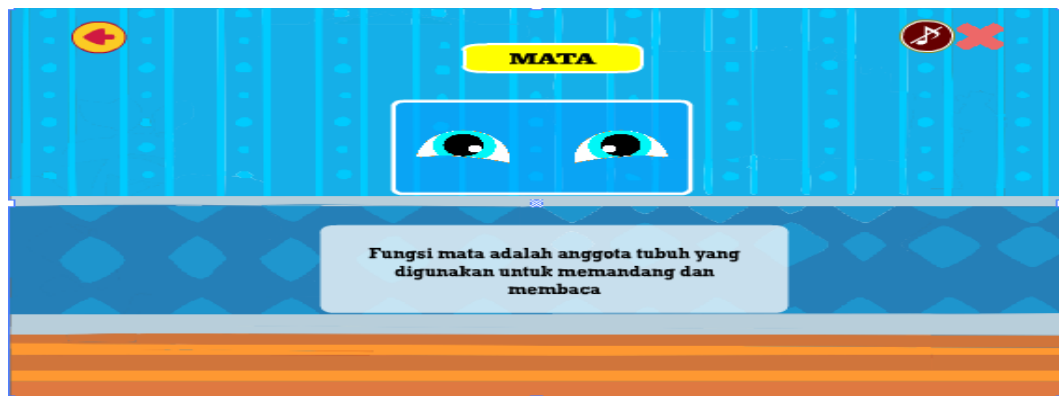 MATA
Fungsi mata adalah anggota tubuh yang
digunakan untuk memandang dan
membaca